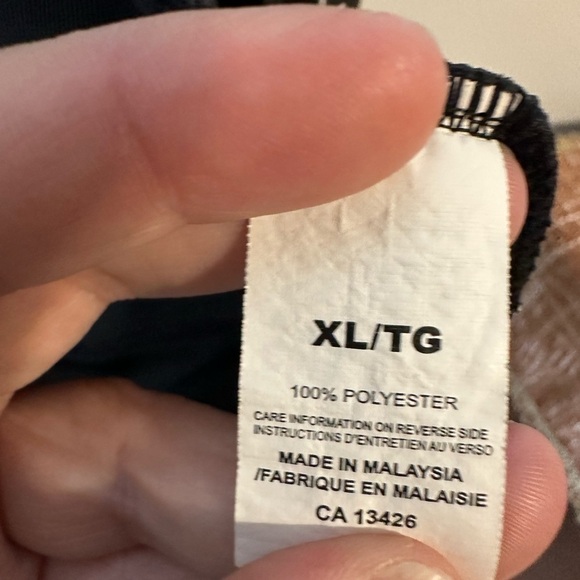 XL/TG
100% POLYESTER
CARE INFORMATION ON REVERSE SIDE
INSTRUCTIONS D'ENTRETIEN AU VERSO
MADE IN MALAYSIA
/FABRIQUE EN MALAISIE
CA 13426